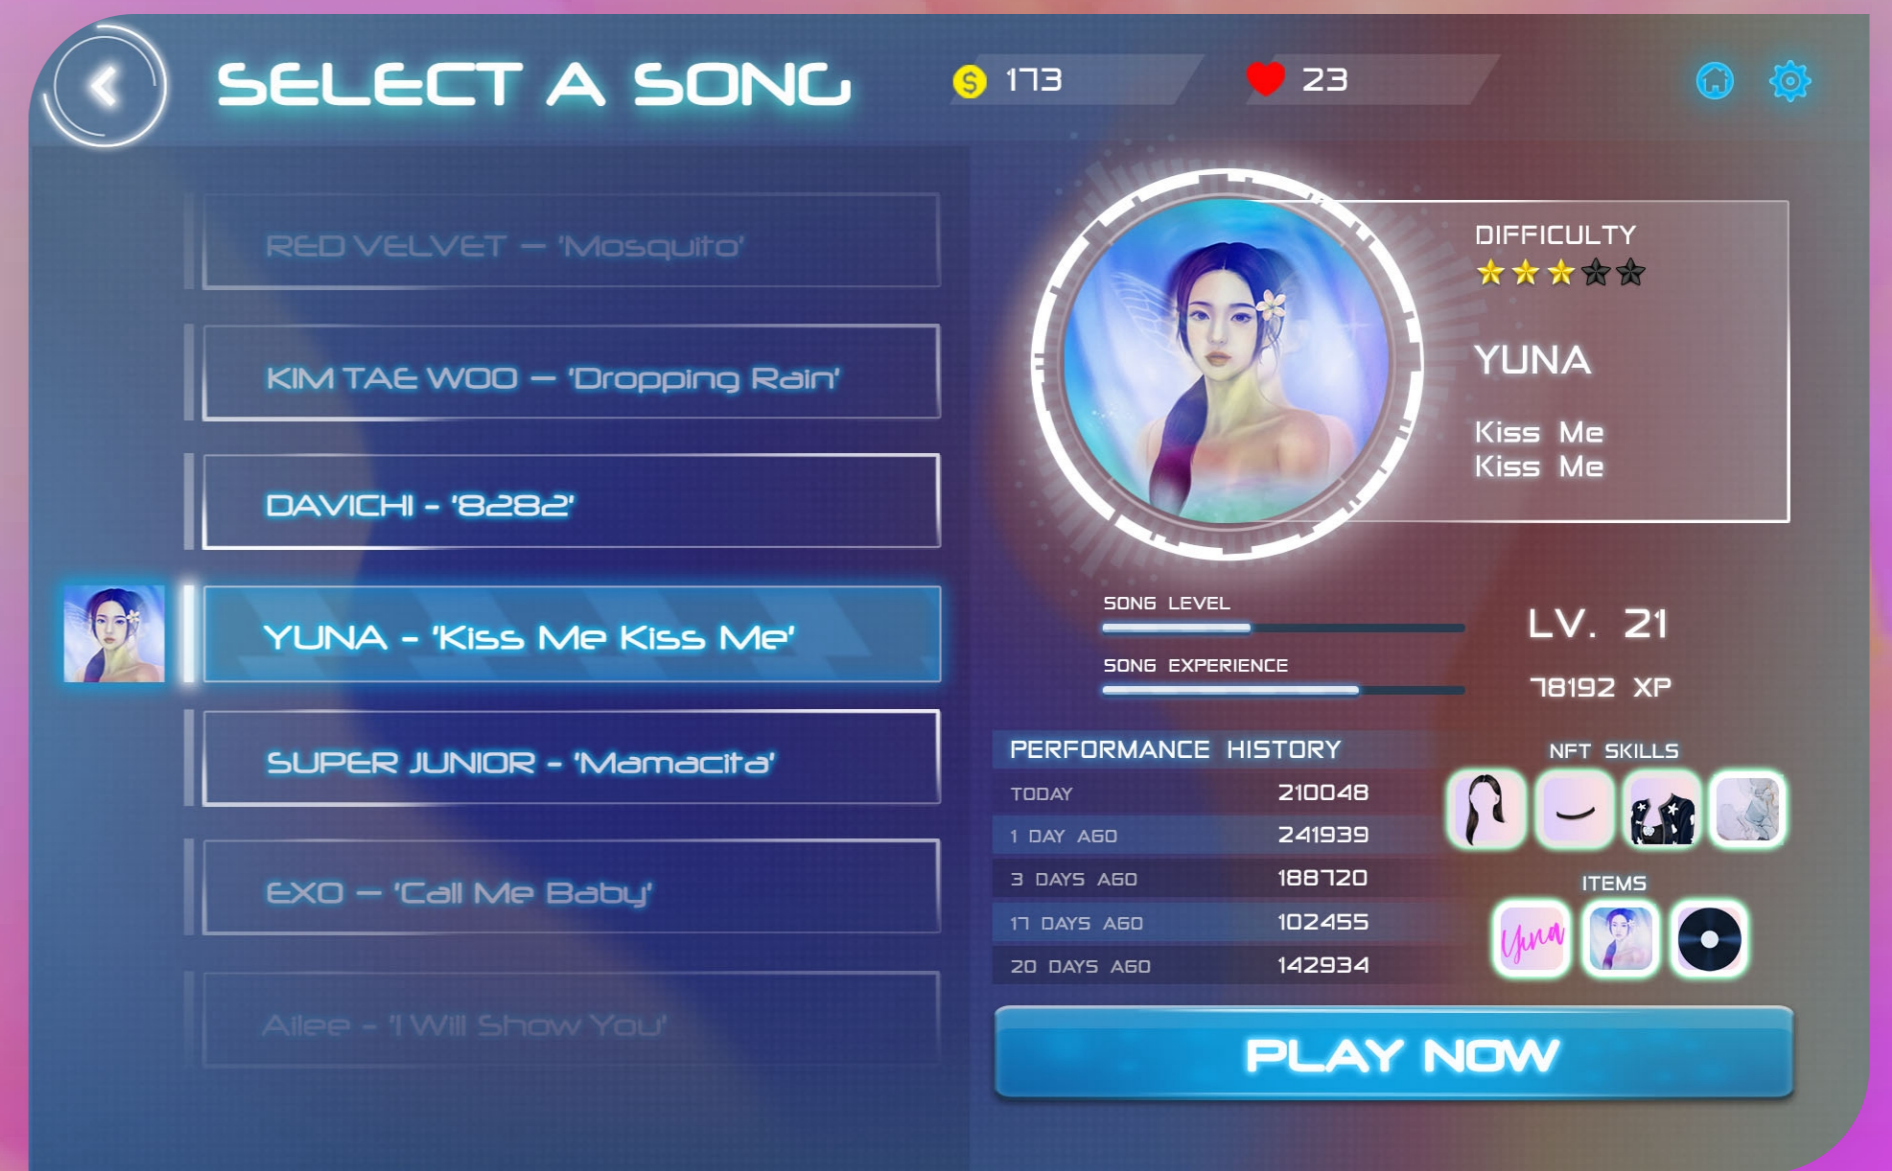 SELECT A SONG
173
23
RED VELVET – 'Mosquito'
KIM TAE WOO – 'Dropping Rain'
DAVICHI - '8282'
YUNA - 'Kiss Me Kiss Me'
SUPER JUNIOR - 'Mamacita'
EXO – 'Call Me Baby'
Ailee - 'I Will Show You'
DIFFICULTY
YUNA
Kiss Me
Kiss Me
SONG LEVEL
LV. 21
SONG EXPERIENCE
78192 XP
PERFORMANCE HISTORY
TODAY 210048
1 DAY AGO 241939
3 DAYS AGO 188720
17 DAYS AGO 102455
20 DAYS AGO 142934
NFT SKILLS
ITEMS
Yuna
PLAY NOW